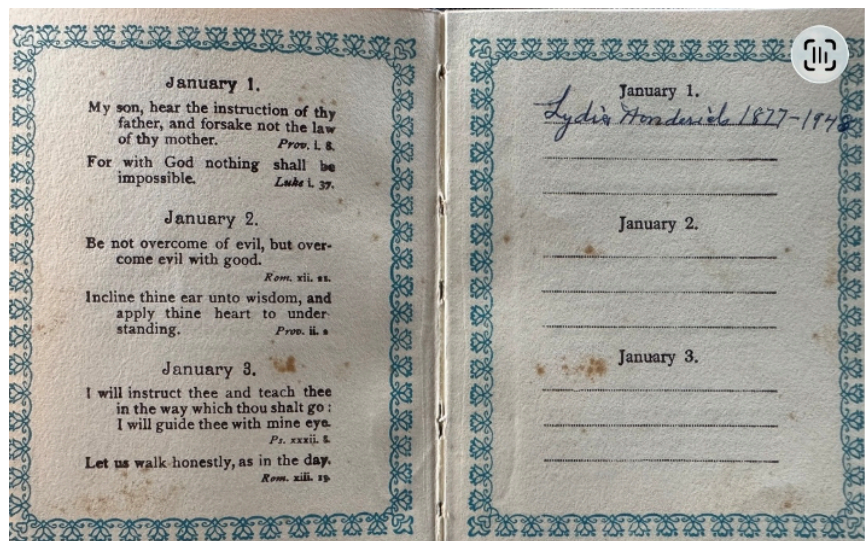 January 1.
My son, hear the instruction of thy
father, and forsake not the law
of thy mother. Prov. i. 8.
For with God nothing shall be
impossible. Luke i. 37.
January 2.
Be not overcome of evil, but over-
come evil with good.
Rom. xii. 21.
Incline thine ear unto wisdom, and
apply thine heart to under
standing. Prov. ii. 2
January 3.
I will instruct thee and teach thee
in the way which thou shalt go :
I will guide thee with mine eye.
Ps. xxxii. 8.
Let us walk honestly, as in the day.
Rom. xiii. 13.
January 1.
Lydia Honderich 1877-1948
January 2.
January 3.